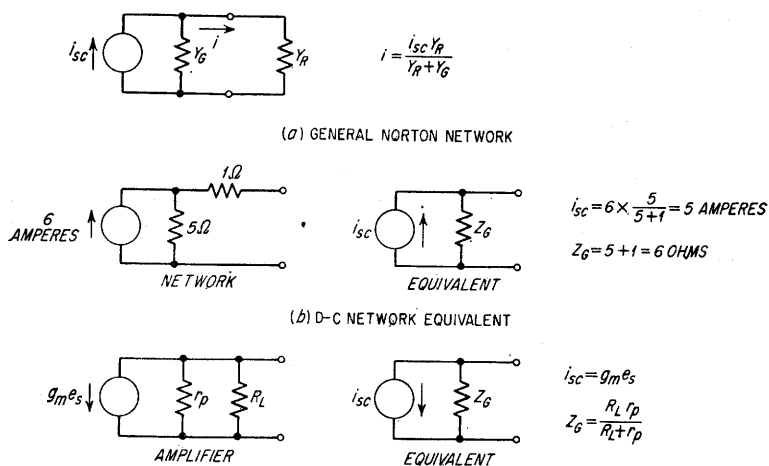 i_sc Y_G i Y_R i = i_sc Y_R / Y_R + Y_G
(a) GENERAL NORTON NETWORK
1Ω
6 AMPERES 5Ω i_sc Z_G i_sc = 6 × 5 / 5+1 = 5 AMPERES
Z_G = 5 + 1 = 6 OHMS
NETWORK EQUIVALENT
(b) D-C NETWORK EQUIVALENT
g_m e_s r_p R_L i_sc Z_G i_sc = g_m e_s
Z_G = R_L r_p / R_L + r_p
AMPLIFIER EQUIVALENT